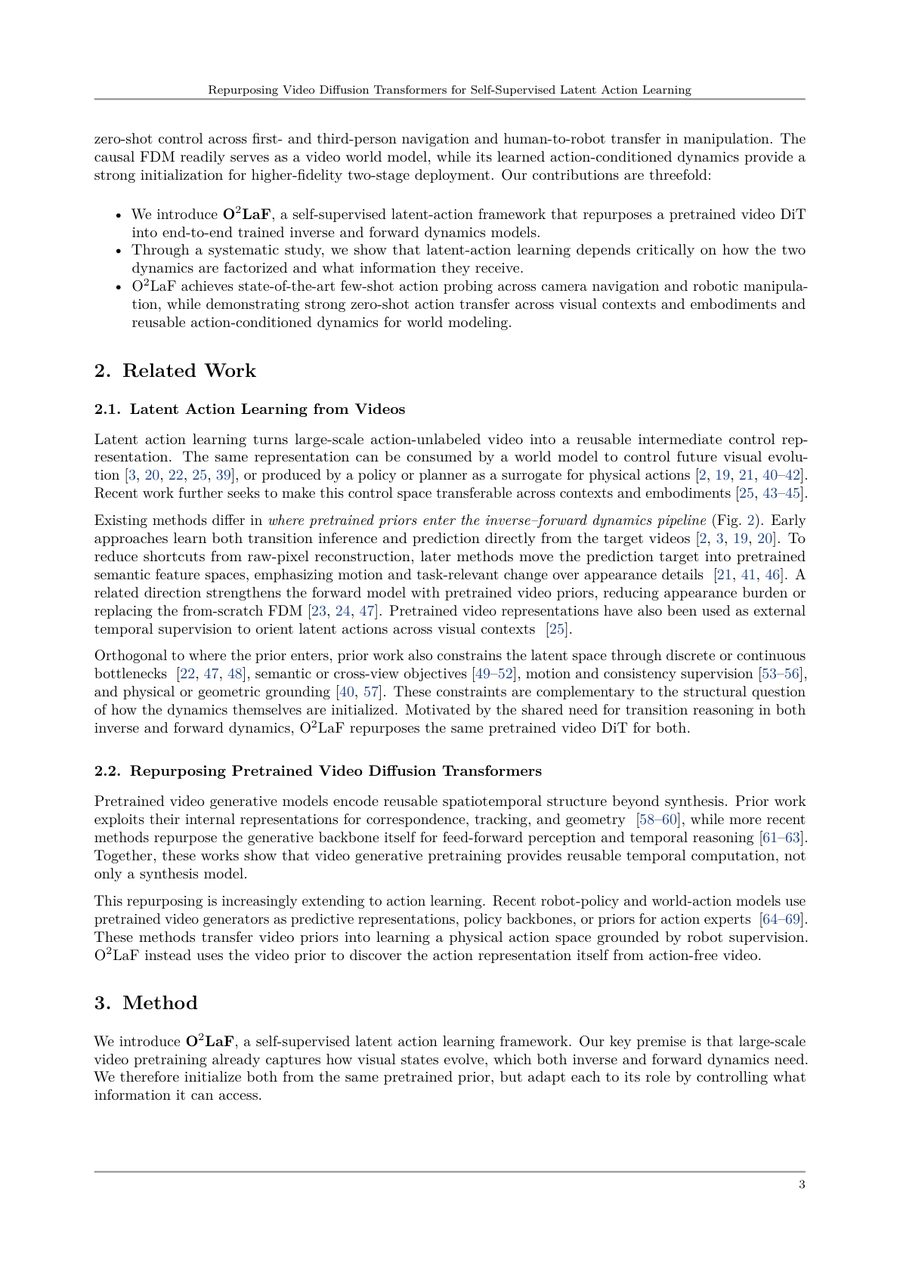 Repurposing Video Diffusion Transformers for Self-Supervised Latent Action Learning
zero-shot control across first- and third-person navigation and human-to-robot transfer in manipulation. The
causal FDM readily serves as a video world model, while its learned action-conditioned dynamics provide a
strong initialization for higher-fidelity two-stage deployment. Our contributions are threefold:
• We introduce O²LaF, a self-supervised latent-action framework that repurposes a pretrained video DiT
into end-to-end trained inverse and forward dynamics models.
• Through a systematic study, we show that latent-action learning depends critically on how the two
dynamics are factorized and what information they receive.
• O²LaF achieves state-of-the-art few-shot action probing across camera navigation and robotic manipula-
tion, while demonstrating strong zero-shot action transfer across visual contexts and embodiments and
reusable action-conditioned dynamics for world modeling.
2. Related Work
2.1. Latent Action Learning from Videos
Latent action learning turns large-scale action-unlabeled video into a reusable intermediate control rep-
resentation. The same representation can be consumed by a world model to control future visual evolu-
tion [3, 20, 22, 25, 39], or produced by a policy or planner as a surrogate for physical actions [2, 19, 21, 40–42].
Recent work further seeks to make this control space transferable across contexts and embodiments [25, 43–45].
Existing methods differ in where pretrained priors enter the inverse–forward dynamics pipeline (Fig. 2). Early
approaches learn both transition inference and prediction directly from the target videos [2, 3, 19, 20]. To
reduce shortcuts from raw-pixel reconstruction, later methods move the prediction target into pretrained
semantic feature spaces, emphasizing motion and task-relevant change over appearance details [21, 41, 46]. A
related direction strengthens the forward model with pretrained video priors, reducing appearance burden or
replacing the from-scratch FDM [23, 24, 47]. Pretrained video representations have also been used as external
temporal supervision to orient latent actions across visual contexts [25].
Orthogonal to where the prior enters, prior work also constrains the latent space through discrete or continuous
bottlenecks [22, 47, 48], semantic or cross-view objectives [49–52], motion and consistency supervision [53–56],
and physical or geometric grounding [40, 57]. These constraints are complementary to the structural question
of how the dynamics themselves are initialized. Motivated by the shared need for transition reasoning in both
inverse and forward dynamics, O²LaF repurposes the same pretrained video DiT for both.
2.2. Repurposing Pretrained Video Diffusion Transformers
Pretrained video generative models encode reusable spatiotemporal structure beyond synthesis. Prior work
exploits their internal representations for correspondence, tracking, and geometry [58–60], while more recent
methods repurpose the generative backbone itself for feed-forward perception and temporal reasoning [61–63].
Together, these works show that video generative pretraining provides reusable temporal computation, not
only a synthesis model.
This repurposing is increasingly extending to action learning. Recent robot-policy and world-action models use
pretrained video generators as predictive representations, policy backbones, or priors for action experts [64–69].
These methods transfer video priors into learning a physical action space grounded by robot supervision.
O²LaF instead uses the video prior to discover the action representation itself from action-free video.
3. Method
We introduce O²LaF, a self-supervised latent action learning framework. Our key premise is that large-scale
video pretraining already captures how visual states evolve, which both inverse and forward dynamics need.
We therefore initialize both from the same pretrained prior, but adapt each to its role by controlling what
information it can access.
3